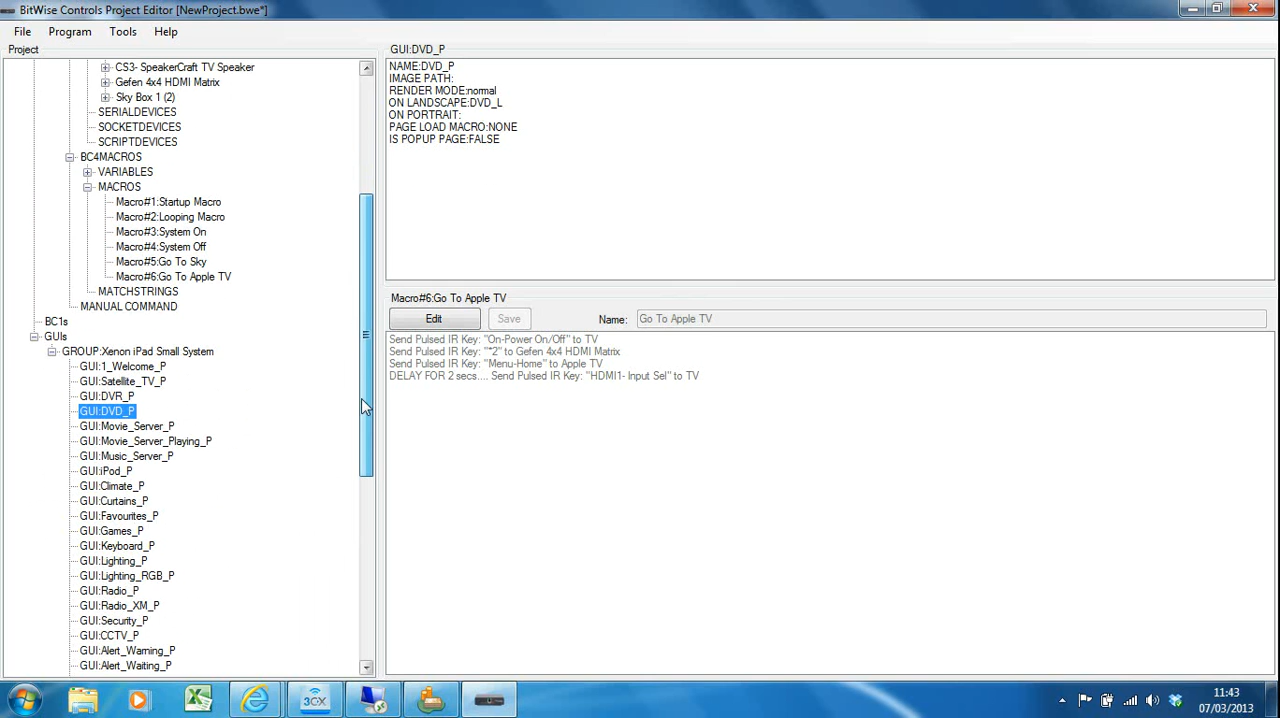 BitWise Controls Project Editor [NewProject.bwe*]
File Program Tools Help
Project
CS3- SpeakerCraft TV Speaker
Gefen 4x4 HDMI Matrix
Sky Box 1 (2)
SERIALDEVICES
SOCKETDEVICES
SCRIPTDEVICES
BC4MACROS
VARIABLES
MACROS
Macro#1:Startup Macro
Macro#2:Looping Macro
Macro#3:System On
Macro#4:System Off
Macro#5:Go To Sky
Macro#6:Go To Apple TV
MATCHSTRINGS
MANUAL COMMAND
BC1s
GUIs
GROUP:Xenon iPad Small System
GUI:1_Welcome_P
GUI:Satellite_TV_P
GUI:DVR_P
GUI:DVD_P
GUI:Movie_Server_P
GUI:Movie_Server_Playing_P
GUI:Music_Server_P
GUI:iPod_P
GUI:Climate_P
GUI:Curtains_P
GUI:Favourites_P
GUI:Games_P
GUI:Keyboard_P
GUI:Lighting_P
GUI:Lighting_RGB_P
GUI:Radio_P
GUI:Radio_XM_P
GUI:Security_P
GUI:CCTV_P
GUI:Alert_Warning_P
GUI:Alert_Waiting_P
GUI:DVD_P
NAME:DVD_P
IMAGE PATH:
RENDER MODE:normal
ON LANDSCAPE:DVD_L
ON PORTRAIT:
PAGE LOAD MACRO:NONE
IS POPUP PAGE:FALSE
Macro#6:Go To Apple TV
Edit Save Name: Go To Apple TV
Send Pulsed IR Key: "On-Power On/Off" to TV
Send Pulsed IR Key: "*2" to Gefen 4x4 HDMI Matrix
Send Pulsed IR Key: "Menu-Home" to Apple TV
DELAY FOR 2 secs.... Send Pulsed IR Key: "HDMI1- Input Sel" to TV
3CX
11:43
07/03/2013